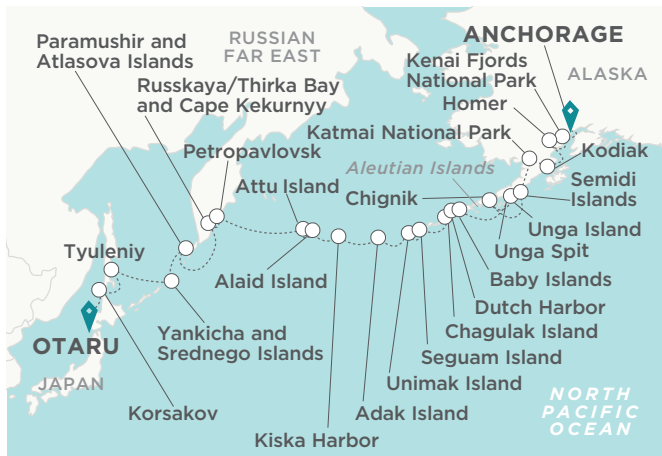 RUSSIAN
FAR EAST
Paramushir and
Atlasova Islands
Russkaya/Thirka Bay
and Cape Kekurnyy
Petropavlovsk
ANCHORAGE
Kenai Fjords
National Park
ALASKA
Homer
Katmai National Park
Kodiak
Aleutian Islands
Attu Island
Chignik
Semidi
Islands
Unga Island
Unga Spit
Tyuleniy
Alaid Island
Baby Islands
Dutch Harbor
Chagulak Island
Seguam Island
Unimak Island
Adak Island
Kiska Harbor
Yankicha and
Srednego Islands
OTARU
JAPAN
Korsakov
NORTH
PACIFIC
OCEAN